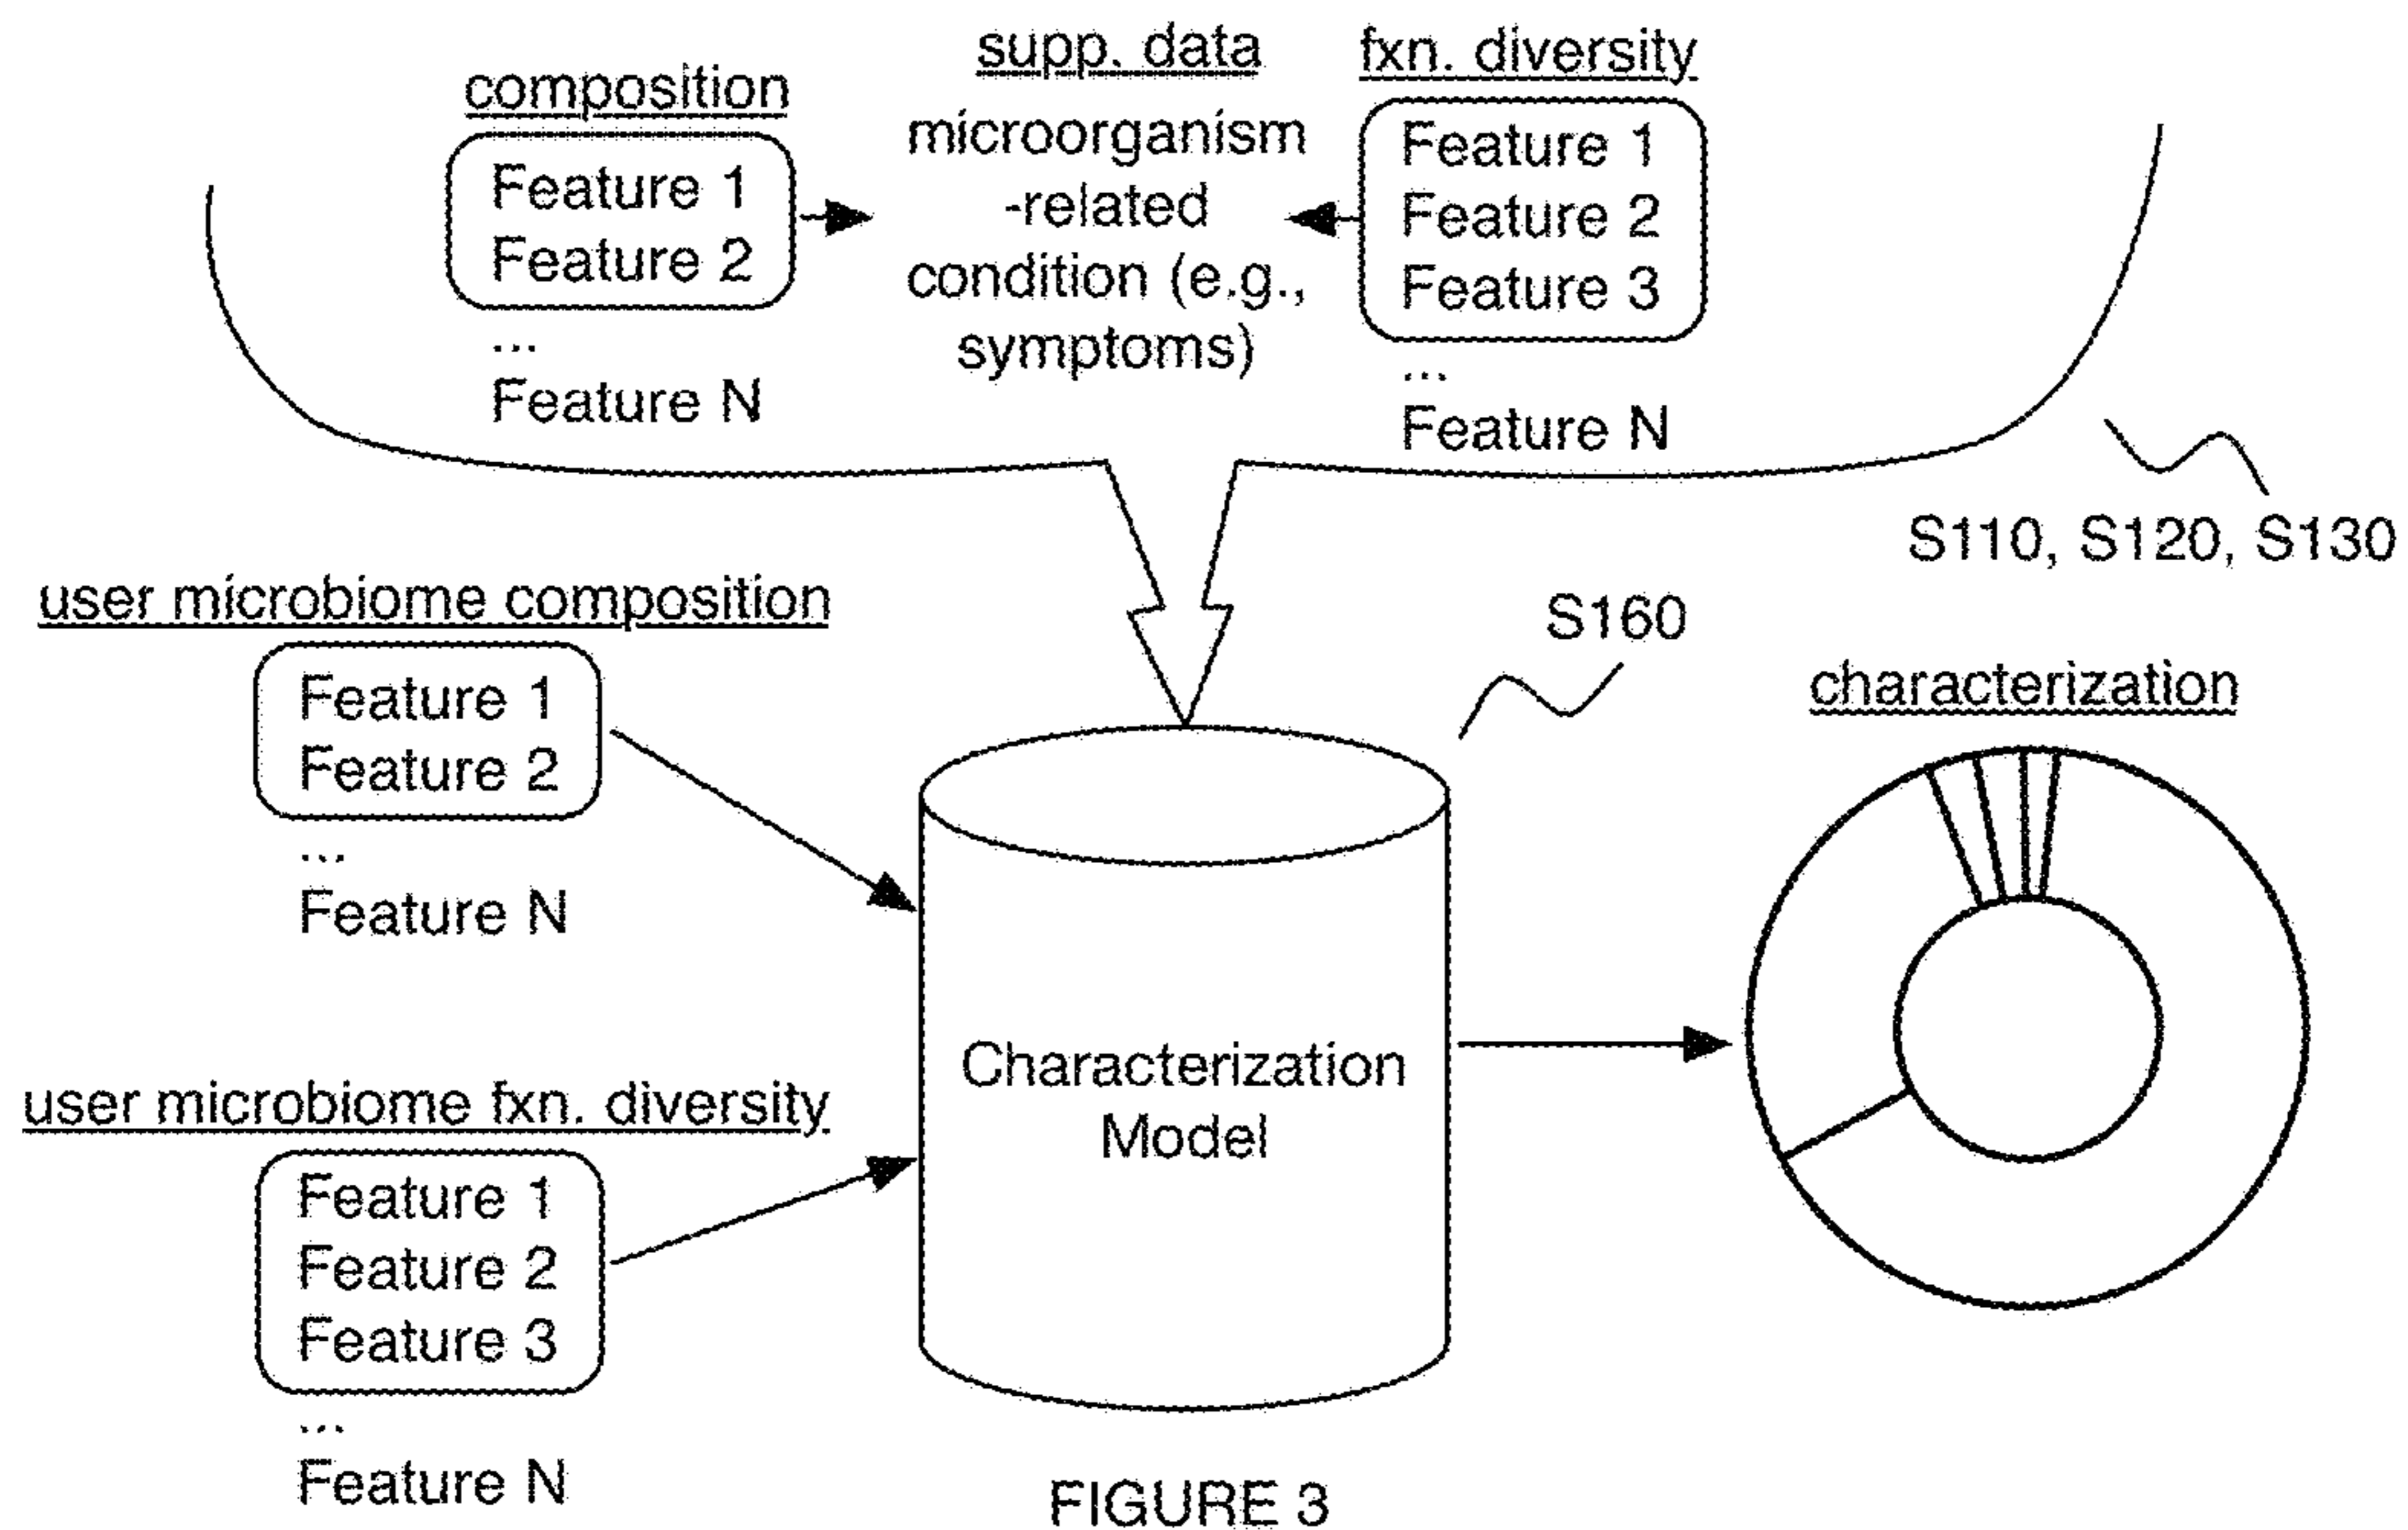 composition
Feature 1
Feature 2
...
Feature N
supp. data
microorganism
-related
condition (e.g.,
symptoms)
fxn. diversity
Feature 1
Feature 2
Feature 3
...
Feature N
S110, S120, S130
user microbiome composition
Feature 1
Feature 2
...
Feature N
user microbiome fxn. diversity
Feature 1
Feature 2
Feature 3
...
Feature N
S160
Characterization
Model
characterization
FIGURE 3